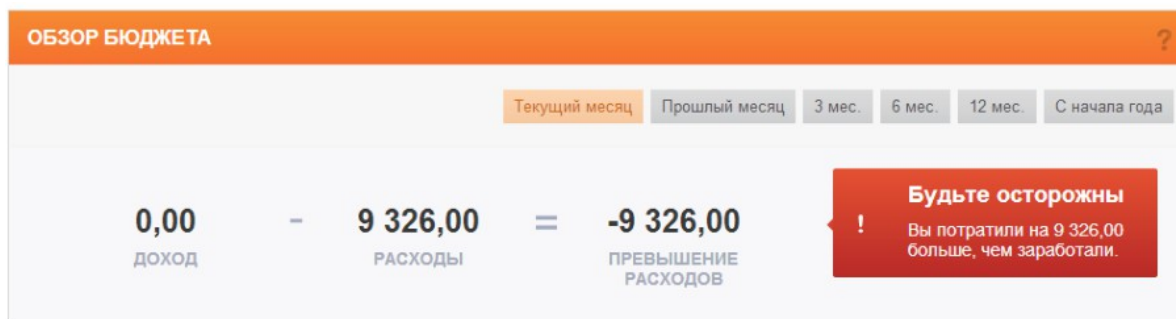 ОБЗОР БЮДЖЕТА ?
Текущий месяц Прошлый месяц 3 мес. 6 мес. 12 мес. С начала года
0,00 - 9 326,00 = -9 326,00
ДОХОД РАСХОДЫ ПРЕВЫШЕНИЕ
РАСХОДОВ
! Будьте осторожны
Вы потратили на 9 326,00
больше, чем заработали.